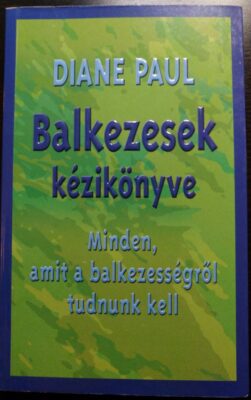 DIANE PAUL
Balkezesek
kézikönyve
Minden,
amit a balkezességről
tudnunk kell